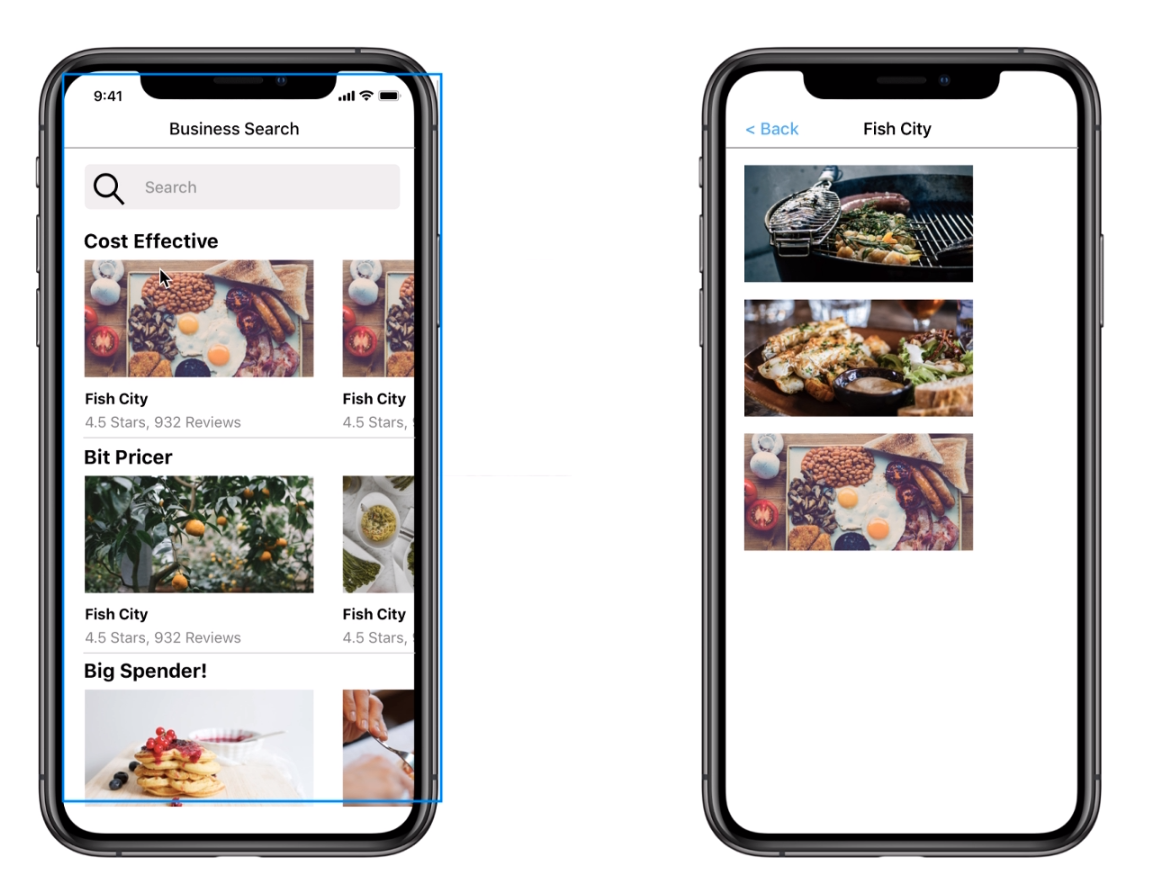 9:41
Business Search
Search
Cost Effective
Fish City
Fish City
4.5 Stars, 932 Reviews
4.5 Stars,
Bit Pricer
Fish City
Fish City
4.5 Stars, 932 Reviews
4.5 Stars,
Big Spender!
< Back
Fish City